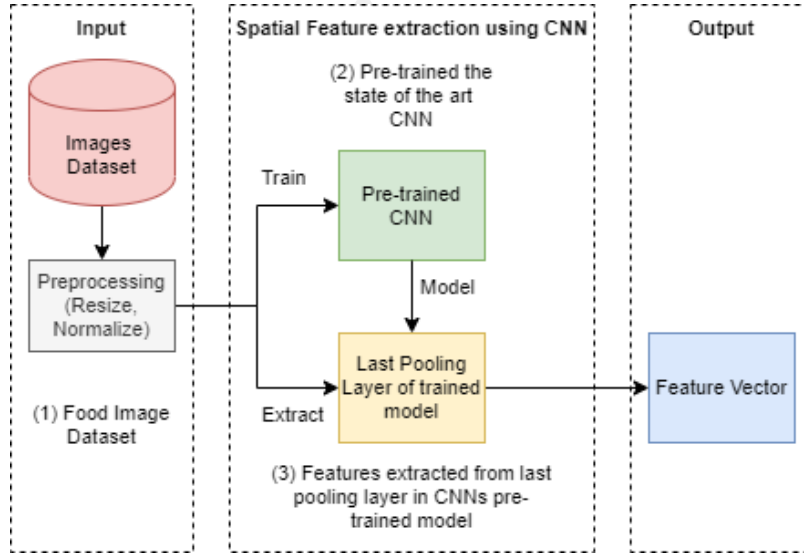 Input
Images
Dataset
Preprocessing
(Resize,
Normalize)
(1) Food Image
Dataset
Spatial Feature extraction using CNN
(2) Pre-trained the
state of the art
CNN
Train
Pre-trained
CNN
Model
Last Pooling
Layer of trained
model
Extract
(3) Features extracted from last
pooling layer in CNNs pre-
trained model
Output
Feature Vector